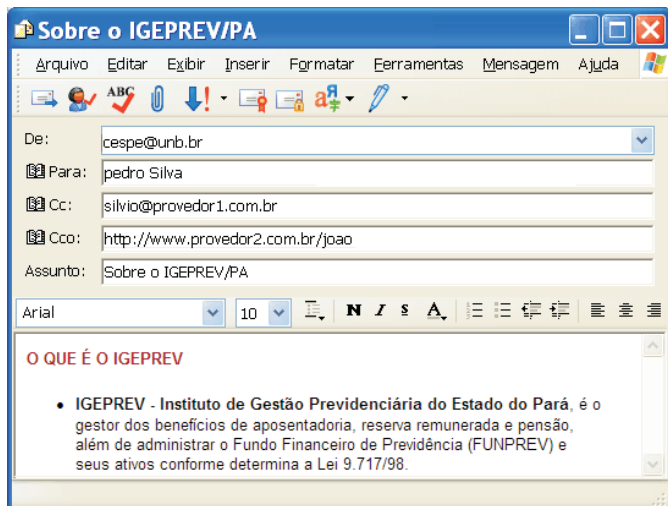 Sobre o IGEPREV/PA
Arquivo Editar Exibir Inserir Formatar Ferramentas Mensagem Ajuda
ABC
De: cespe@unb.br
Para: pedro Silva
Cc: silvio@provedor1.com.br
Cco: http://www.provedor2.com.br/joao
Assunto: Sobre o IGEPREV/PA
Arial 10 N I S A
O QUE É O IGEPREV
• IGEPREV - Instituto de Gestão Previdenciária do Estado do Pará, é o
gestor dos benefícios de aposentadoria, reserva remunerada e pensão,
além de administrar o Fundo Financeiro de Previdência (FUNPREV) e
seus ativos conforme determina a Lei 9.717/98.